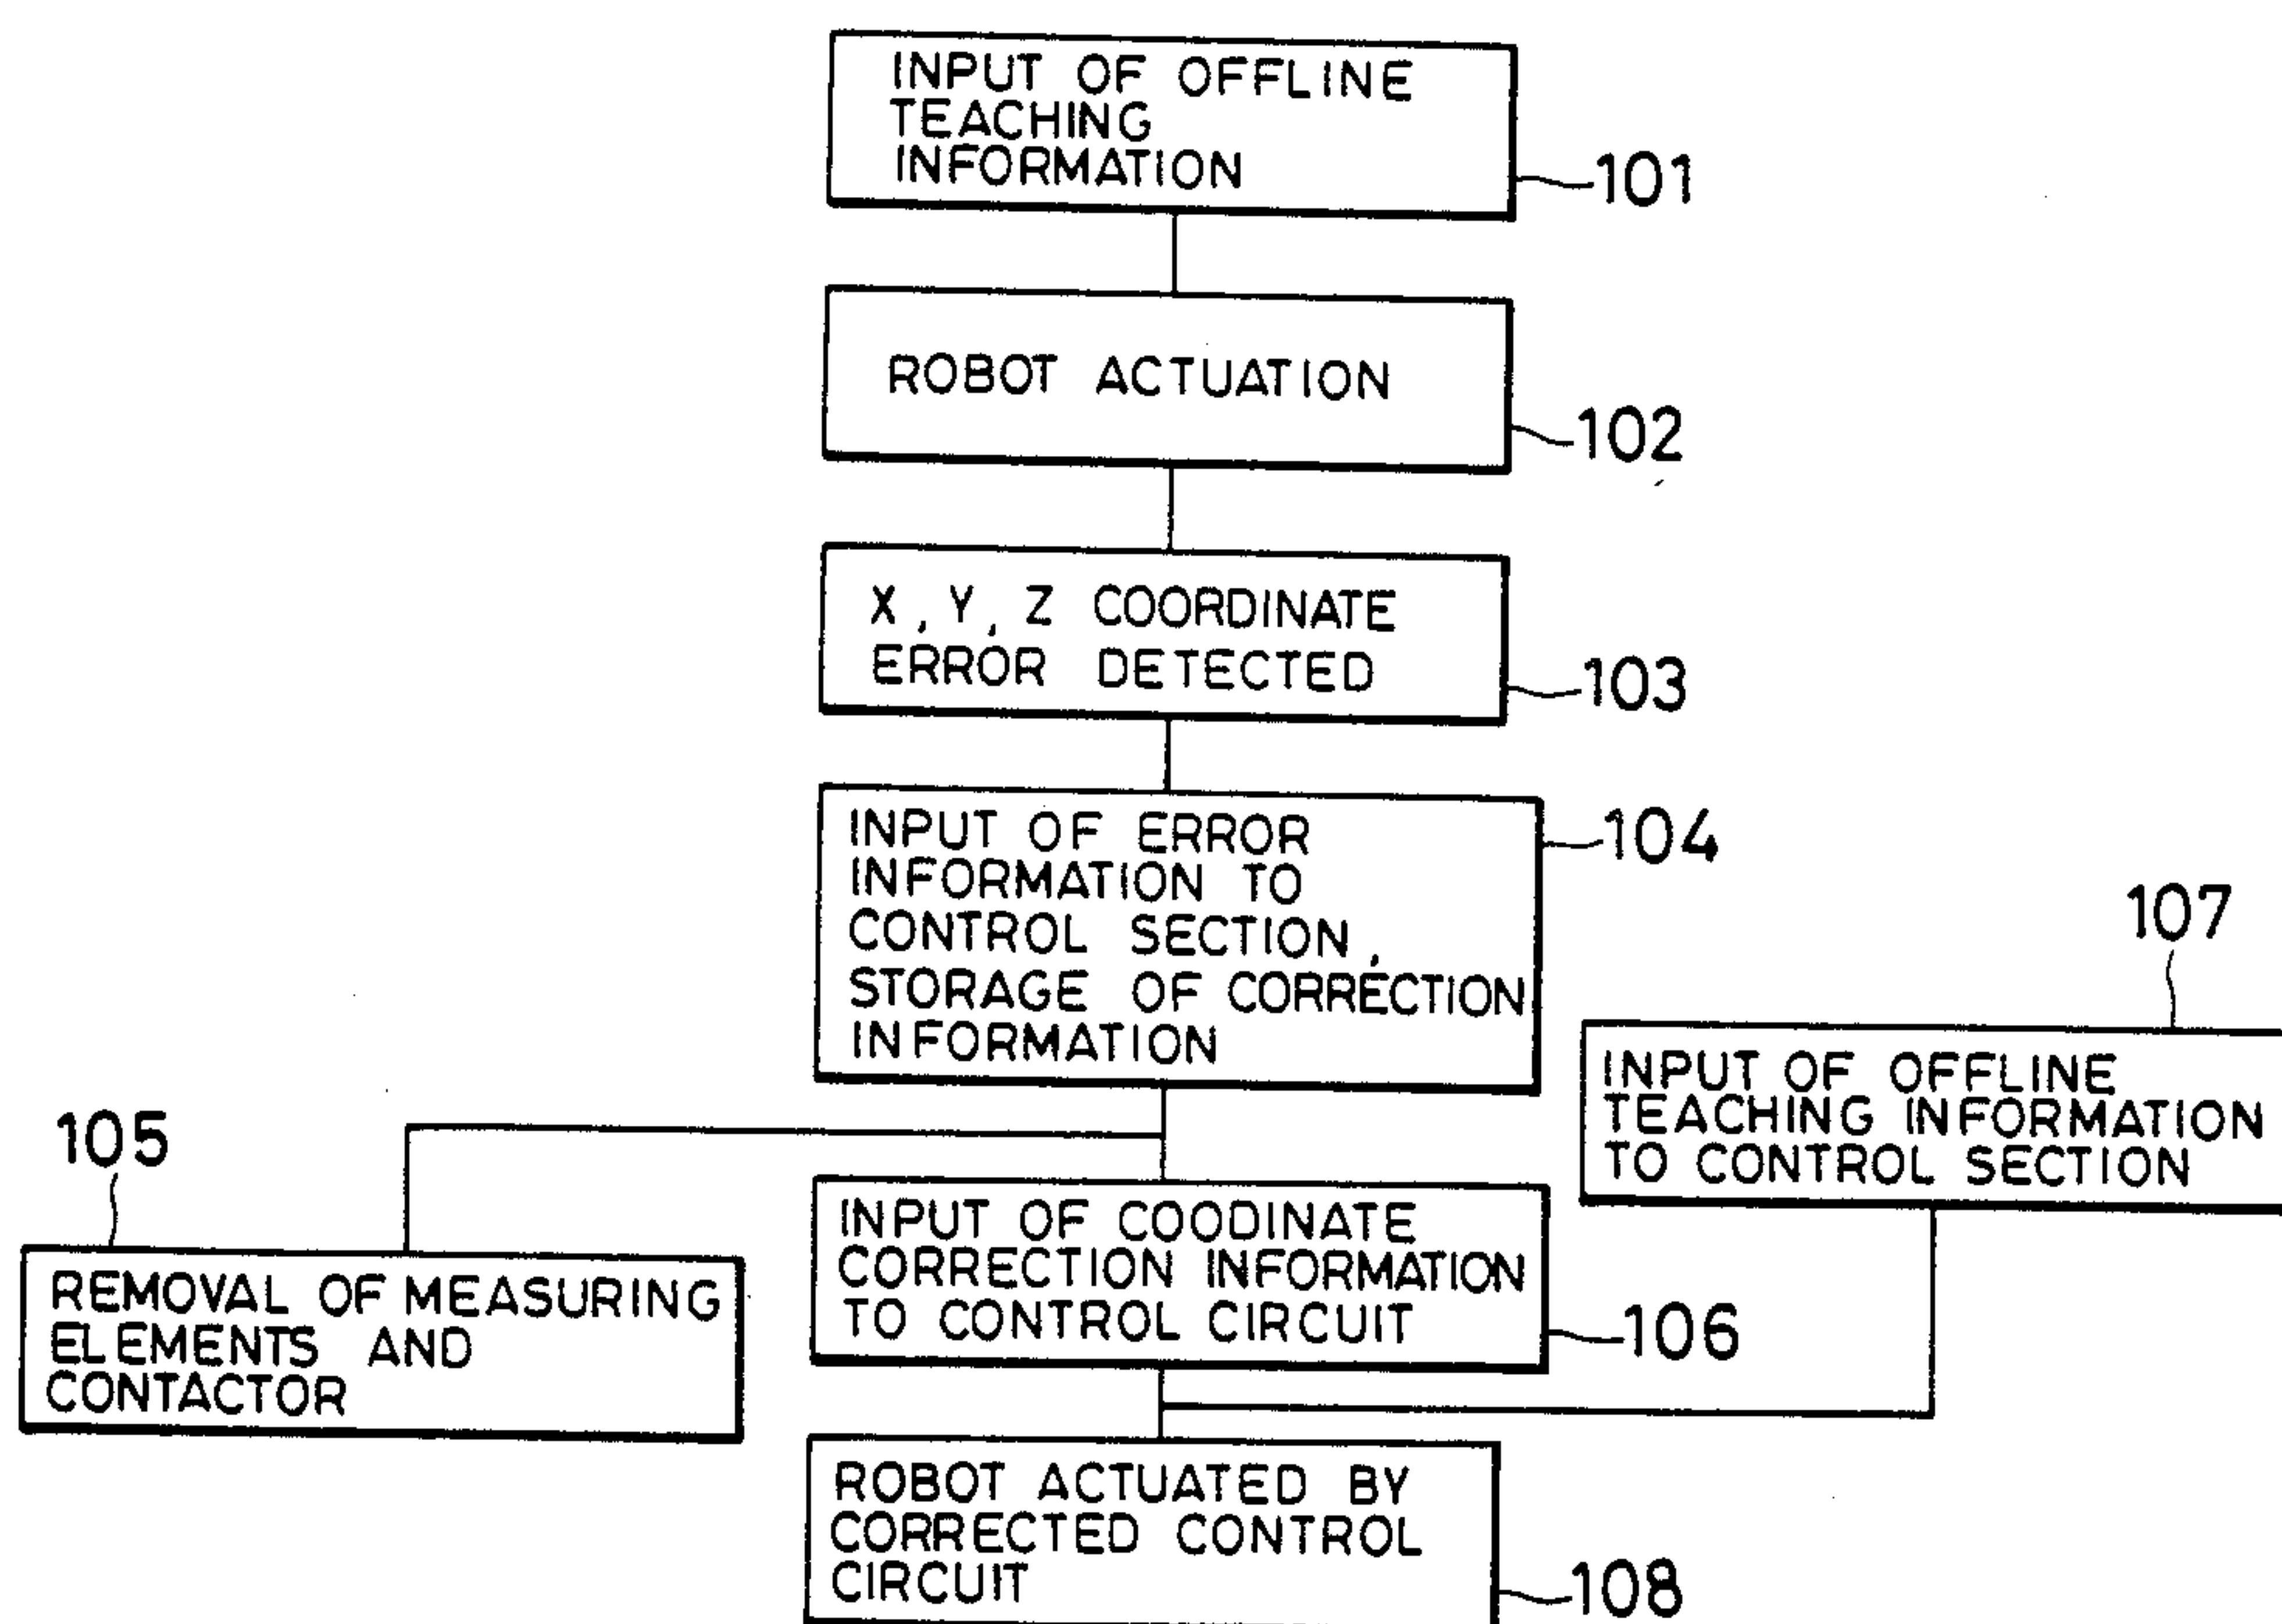 INPUT OF OFFLINE
TEACHING
INFORMATION
101
ROBOT ACTUATION
102
X, Y, Z COORDINATE
ERROR DETECTED
103
INPUT OF ERROR
INFORMATION TO
CONTROL SECTION,
STORAGE OF CORRECTION
INFORMATION
104
107
INPUT OF OFFLINE
TEACHING INFORMATION
TO CONTROL SECTION
105
REMOVAL OF MEASURING
ELEMENTS AND
CONTACTOR
INPUT OF COODINATE
CORRECTION INFORMATION
TO CONTROL CIRCUIT
106
ROBOT ACTUATED BY
CORRECTED CONTROL
CIRCUIT
108